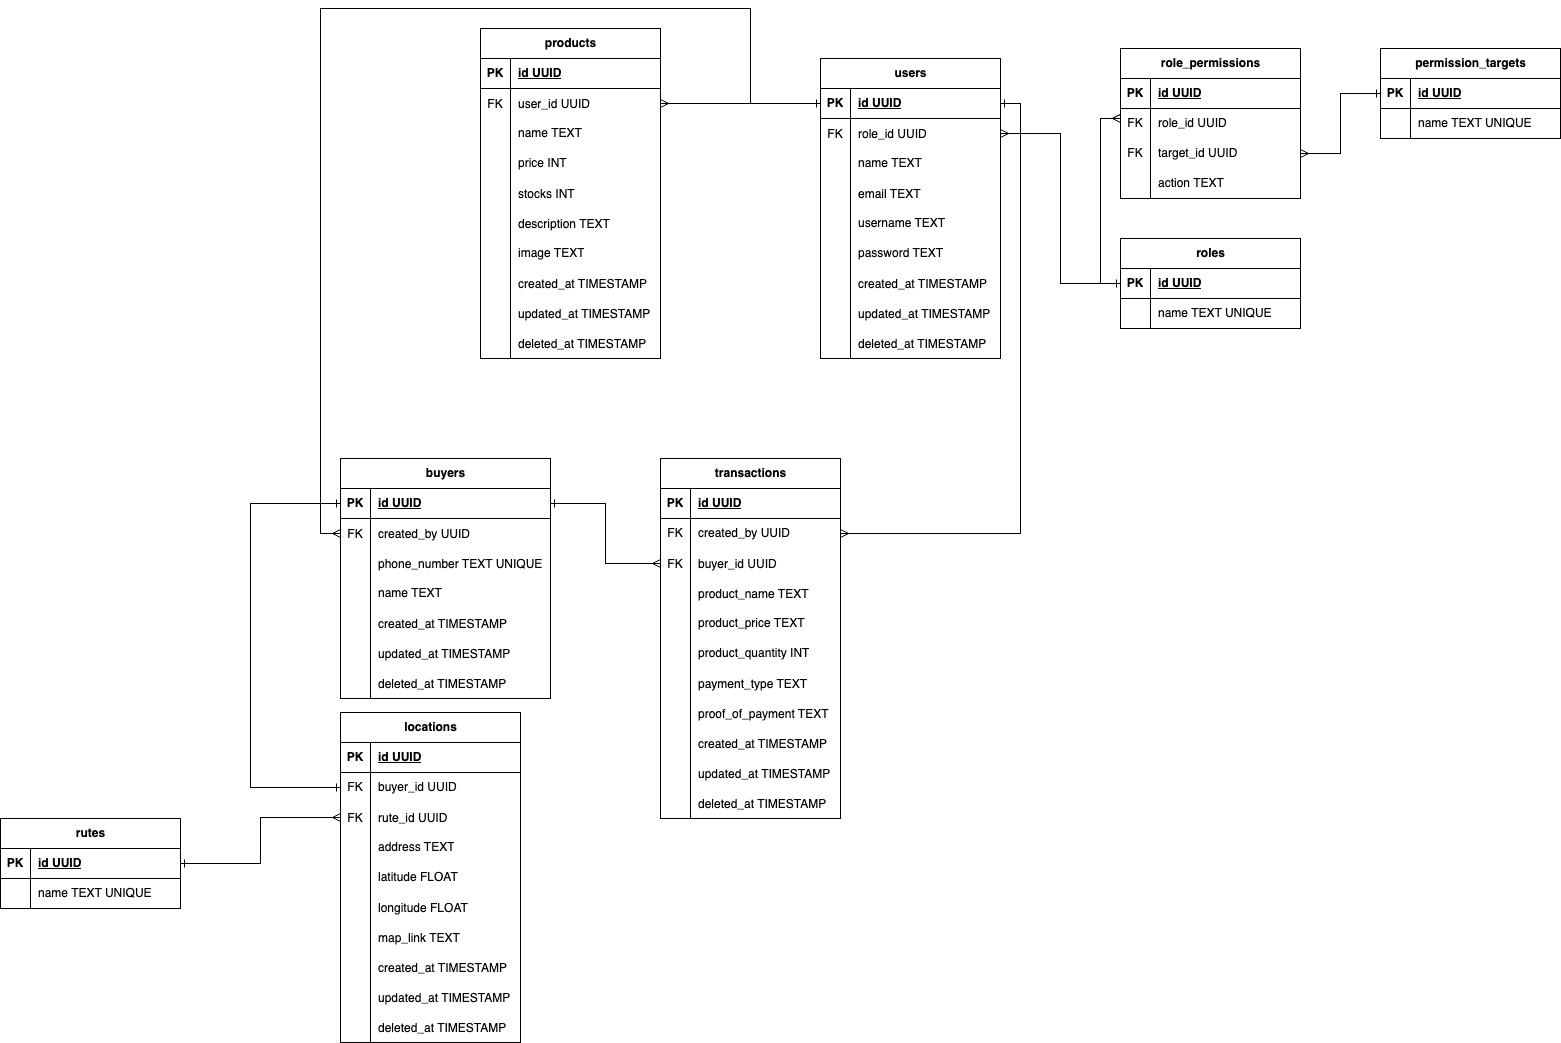 products
PK id UUID
FK user_id UUID
name TEXT
price INT
stocks INT
description TEXT
image TEXT
created_at TIMESTAMP
updated_at TIMESTAMP
deleted_at TIMESTAMP
users
PK id UUID
FK role_id UUID
name TEXT
email TEXT
username TEXT
password TEXT
created_at TIMESTAMP
updated_at TIMESTAMP
deleted_at TIMESTAMP
role_permissions
PK id UUID
FK role_id UUID
FK target_id UUID
action TEXT
permission_targets
PK id UUID
name TEXT UNIQUE
roles
PK id UUID
name TEXT UNIQUE
buyers
PK id UUID
FK created_by UUID
phone_number TEXT UNIQUE
name TEXT
created_at TIMESTAMP
updated_at TIMESTAMP
deleted_at TIMESTAMP
transactions
PK id UUID
FK created_by UUID
FK buyer_id UUID
product_name TEXT
product_price TEXT
product_quantity INT
payment_type TEXT
proof_of_payment TEXT
created_at TIMESTAMP
updated_at TIMESTAMP
deleted_at TIMESTAMP
locations
PK id UUID
FK buyer_id UUID
FK rute_id UUID
address TEXT
latitude FLOAT
longitude FLOAT
map_link TEXT
created_at TIMESTAMP
updated_at TIMESTAMP
deleted_at TIMESTAMP
rutes
PK id UUID
name TEXT UNIQUE